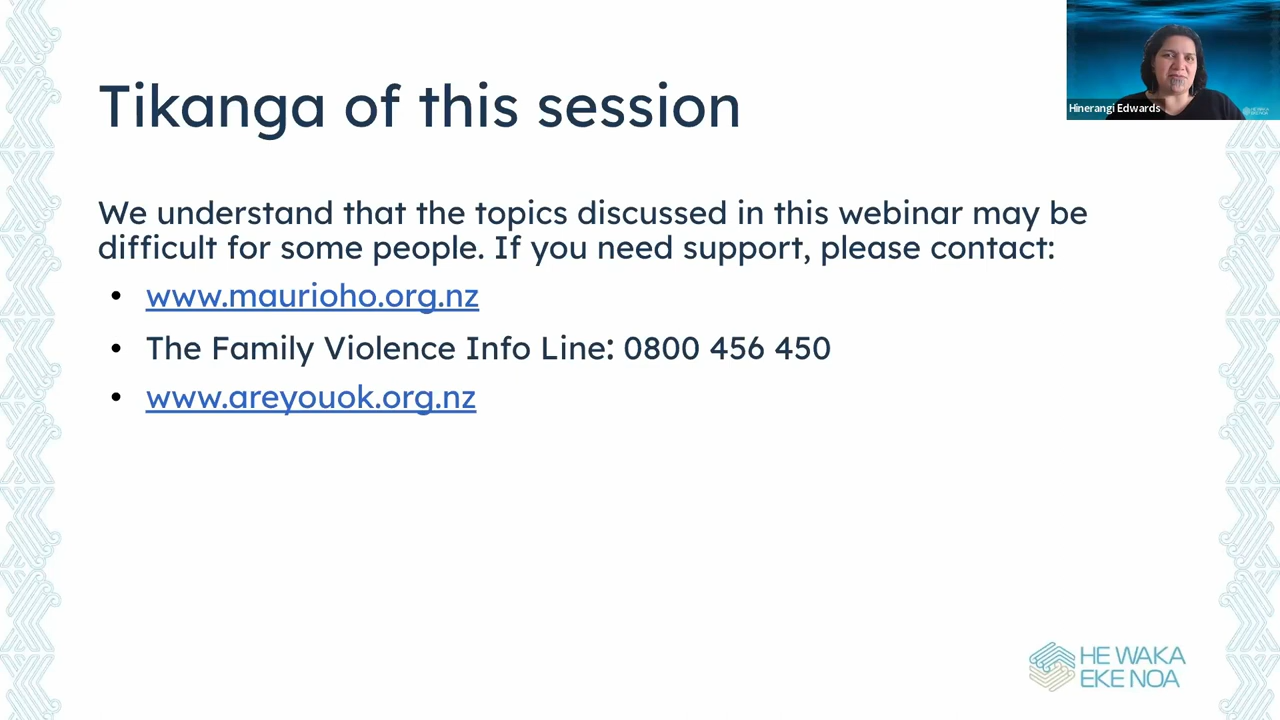 Tikanga of this session
Hinerangi Edwards
We understand that the topics discussed in this webinar may be
difficult for some people. If you need support, please contact:
• www.maurioho.org.nz
• The Family Violence Info Line: 0800 456 450
• www.areyouok.org.nz
HE WAKA
EKE NOA